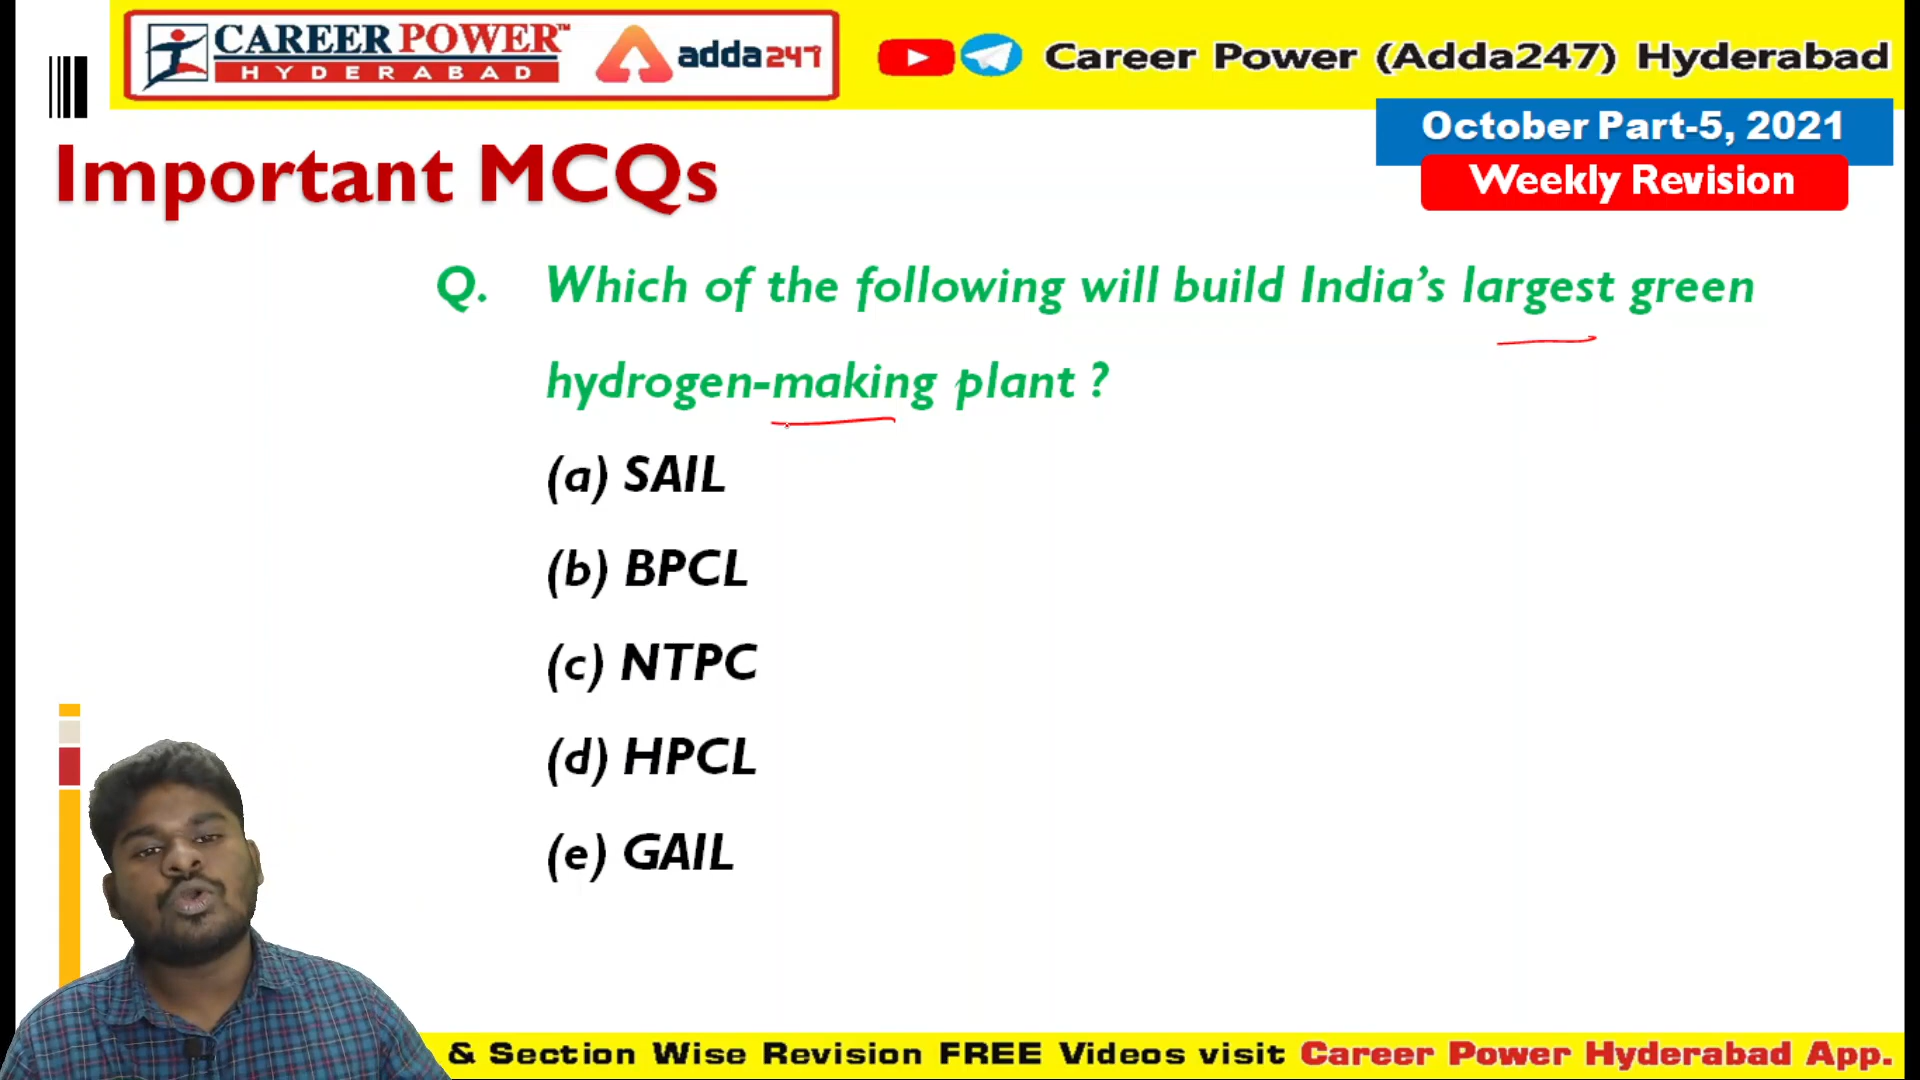 CAREER POWER™
HYDERABAD
adda247
Career Power (Adda247) Hyderabad
October Part-5, 2021
Weekly Revision
Important MCQs
Q. Which of the following will build India’s largest green
hydrogen-making plant ?
(a) SAIL
(b) BPCL
(c) NTPC
(d) HPCL
(e) GAIL
& Section Wise Revision FREE Videos visit Career Power Hyderabad App.